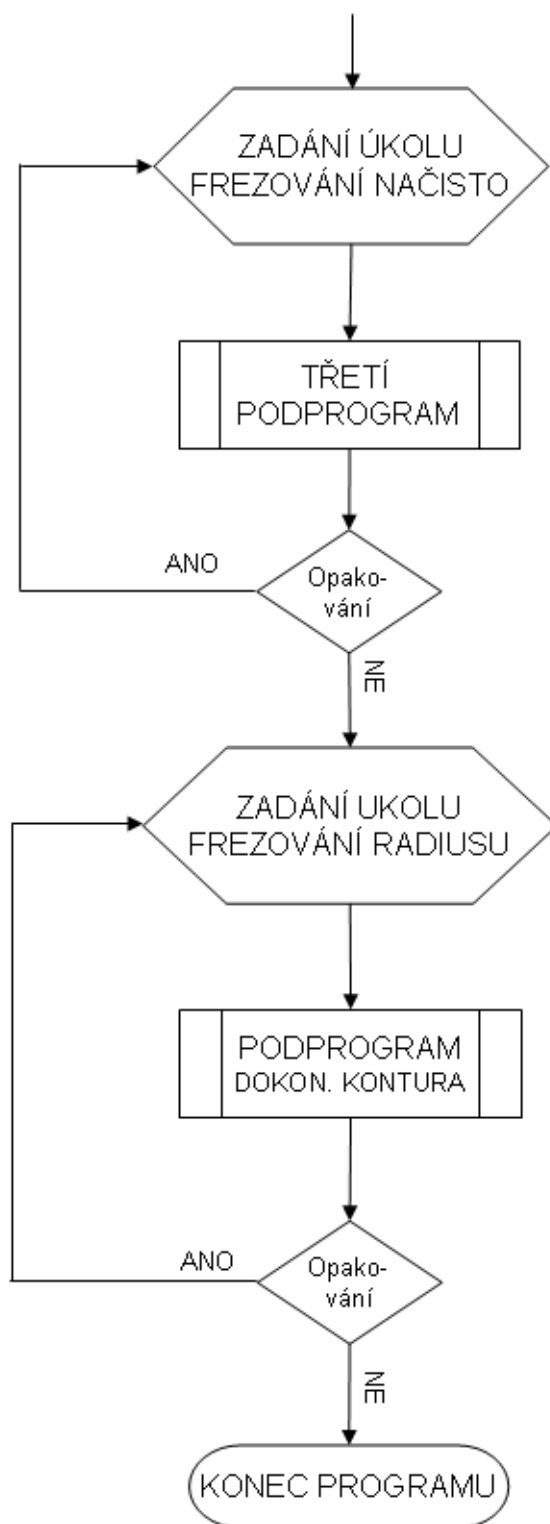 ZADÁNÍ ÚKOLU
FREZOVÁNÍ NAČISTO
TŘETÍ
PODPROGRAM
ANO
Opako-
vání
NE
ZADÁNÍ UKOLU
FREZOVÁNÍ RADIUSU
PODPROGRAM
DOKON. KONTURA
ANO
Opako-
vání
NE
KONEC PROGRAMU